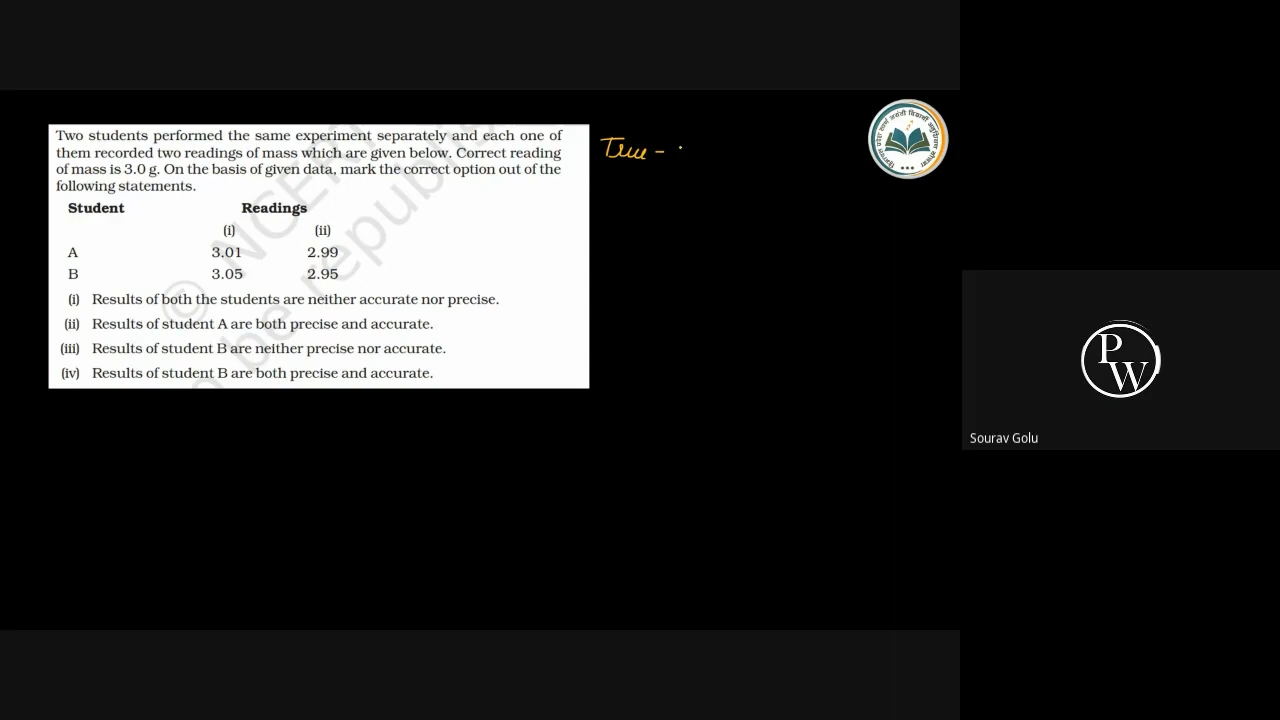 Two students performed the same experiment separately and each one of
them recorded two readings of mass which are given below. Correct reading
of mass is 3.0 g. On the basis of given data, mark the correct option out of the
following statements.
Student Readings
(i) (ii)
A 3.01 2.99
B 3.05 2.95
(i) Results of both the students are neither accurate nor precise.
(ii) Results of student A are both precise and accurate.
(iii) Results of student B are neither precise nor accurate.
(iv) Results of student B are both precise and accurate.
© NCERT
be republi
True -
P
W
Sourav Golu